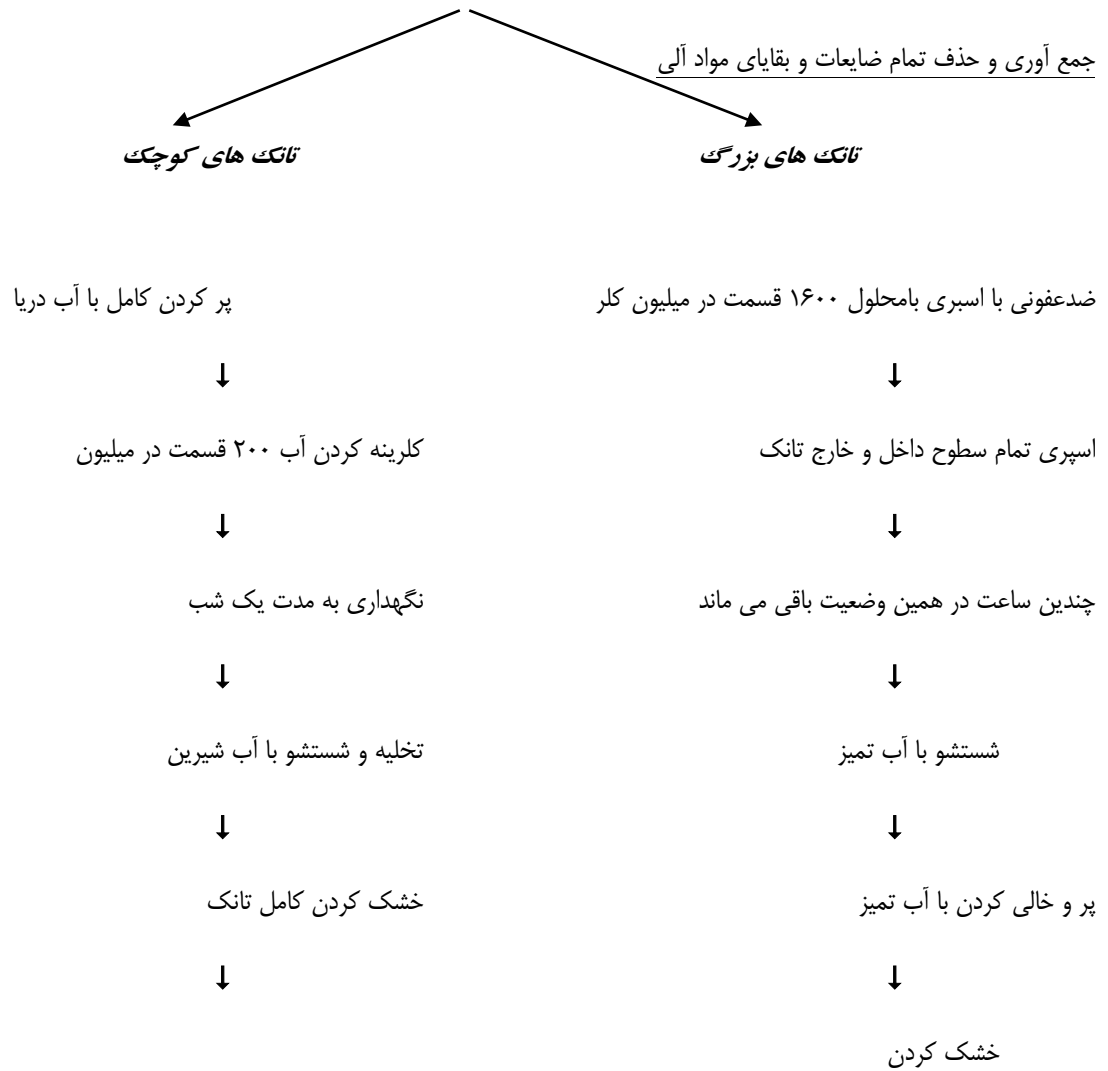 جمع آوری و حذف تمام ضایعات و بقایای مواد آلی
تانک های بزرگ
تانک های کوچک
ضدعفونی با اسبری بامحلول ۱۶۰۰ قسمت در میلیون کلر
پر کردن کامل با آب دریا
اسپری تمام سطوح داخل و خارج تانک
کلرینه کردن آب ۲۰۰ قسمت در میلیون
چندین ساعت در همین وضعیت باقی می ماند
نگهداری به مدت یک شب
شستشو با آب تمیز
تخلیه و شستشو با آب شیرین
پر و خالی کردن با آب تمیز
خشک کردن کامل تانک
خشک کردن